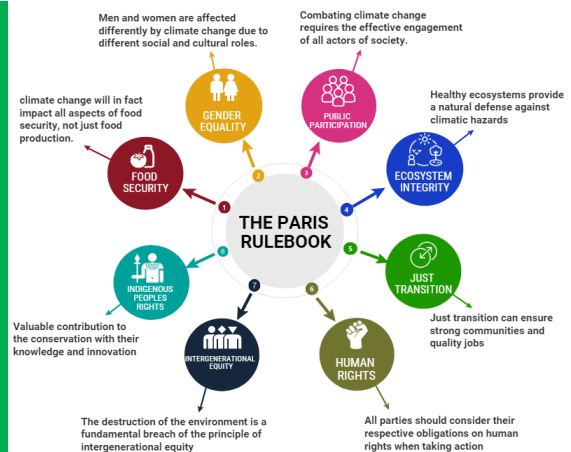 Men and women are affected
differently by climate change due to
different social and cultural roles.
Combating climate change
requires the effective engagement
of all actors of society.
climate change will in fact
impact all aspects of food
security, not just food
production.
GENDER
EQUALITY
PUBLIC
PARTICIPATION
Healthy ecosystems provide
a natural defense against
climatic hazards
FOOD
SECURITY
ECOSYSTEM
INTEGRITY
1
2
3
4
THE PARIS
RULEBOOK
5
6
7
8
INDIGENOUS
PEOPLES
RIGHTS
JUST
TRANSITION
Valuable contribution to
the conservation with their
knowledge and innovation
Just transition can ensure
strong communities and
quality jobs
INTERGENERATIONAL
EQUITY
HUMAN
RIGHTS
The destruction of the environment is a
fundamental breach of the principle of
intergenerational equity
All parties should consider their
respective obligations on human
rights when taking action